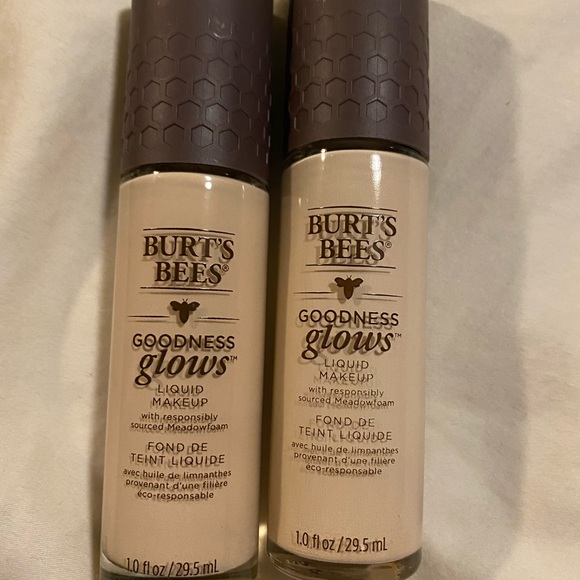 BURT'S
BEES®
GOODNESS
glows™
LIQUID
MAKEUP
with responsibly
sourced Meadowfoam
FOND DE
TEINT LIQUIDE
avec huile de limnanthes
provenant d'une filière
éco-responsable
1.0 fl oz / 29.5 mL
BURT'S
BEES®
GOODNESS
glows™
LIQUID
MAKEUP
with responsibly
sourced Meadowfoam
FOND DE
TEINT LIQUIDE
avec huile de limnanthes
provenant d'une filière
éco-responsable
1.0 fl oz / 29.5 mL